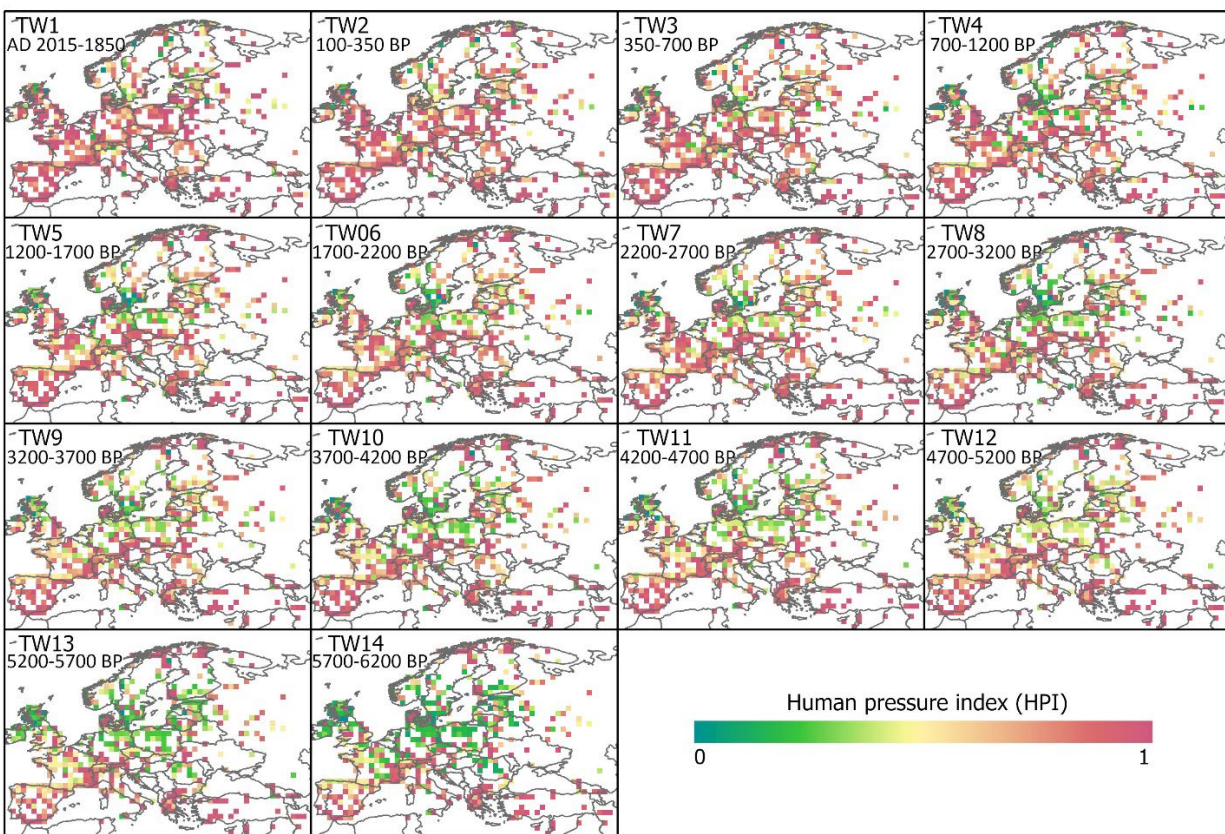 TW1
AD 2015-1850
TW2
100-350 BP
TW3
350-700 BP
TW4
700-1200 BP
TW5
1200-1700 BP
TW06
1700-2200 BP
TW7
2200-2700 BP
TW8
2700-3200 BP
TW9
3200-3700 BP
TW10
3700-4200 BP
TW11
4200-4700 BP
TW12
4700-5200 BP
TW13
5200-5700 BP
TW14
5700-6200 BP
Human pressure index (HPI)
0 1